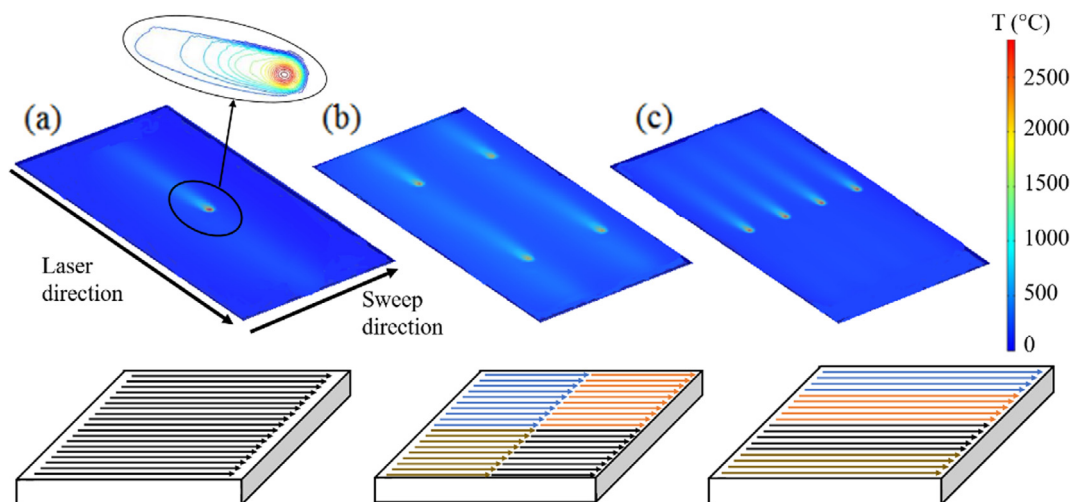 T (°C)
(a)
(b)
(c)
2500
2000
1500
1000
500
0
Laser
direction
Sweep
direction